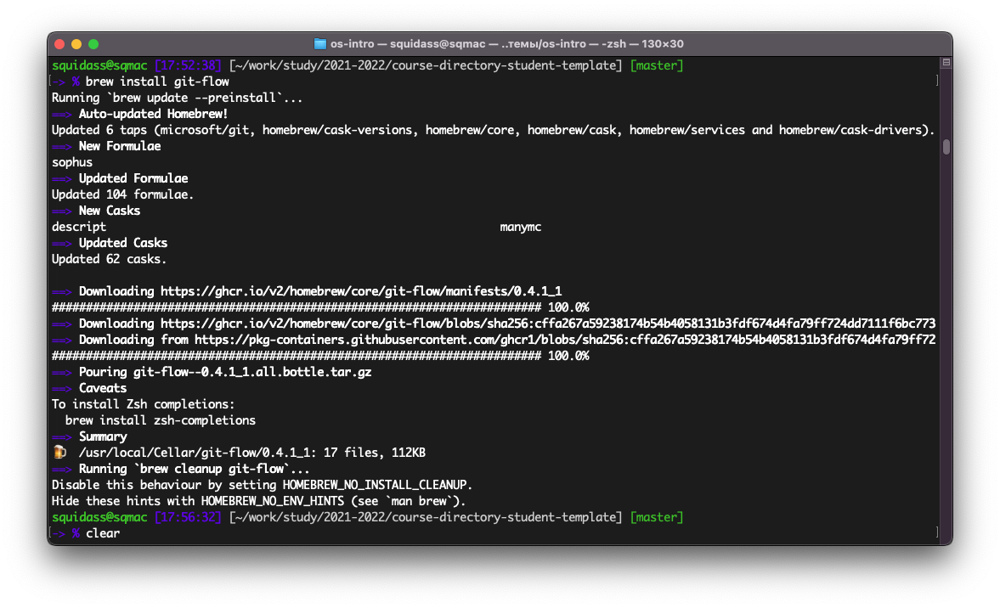 os-intro — squidass@sqmac — ..темы/os-intro — -zsh — 130×30
squidass@sqmac [17:52:38] [~/work/study/2021-2022/course-directory-student-template] [master]
[-> % brew install git-flow ]
Running `brew update --preinstall`...
==> Auto-updated Homebrew!
Updated 6 taps (microsoft/git, homebrew/cask-versions, homebrew/core, homebrew/cask, homebrew/services and homebrew/cask-drivers).
==> New Formulae
sophus
==> Updated Formulae
Updated 104 formulae.
==> New Casks
descript manymc
==> Updated Casks
Updated 62 casks.
==> Downloading https://ghcr.io/v2/homebrew/core/git-flow/manifests/0.4.1_1
######################################################################## 100.0%
==> Downloading https://ghcr.io/v2/homebrew/core/git-flow/blobs/sha256:cffa267a59238174b54b4058131b3fdf674d4fa79ff724dd7111f6bc773
==> Downloading from https://pkg-containers.githubusercontent.com/ghcr1/blobs/sha256:cffa267a59238174b54b4058131b3fdf674d4fa79ff72
######################################################################## 100.0%
==> Pouring git-flow--0.4.1_1.all.bottle.tar.gz
==> Caveats
To install Zsh completions:
  brew install zsh-completions
==> Summary
🍺 /usr/local/Cellar/git-flow/0.4.1_1: 17 files, 112KB
==> Running `brew cleanup git-flow`...
Disable this behaviour by setting HOMEBREW_NO_INSTALL_CLEANUP.
Hide these hints with HOMEBREW_NO_ENV_HINTS (see `man brew`).
squidass@sqmac [17:56:32] [~/work/study/2021-2022/course-directory-student-template] [master]
[-> % clear ]